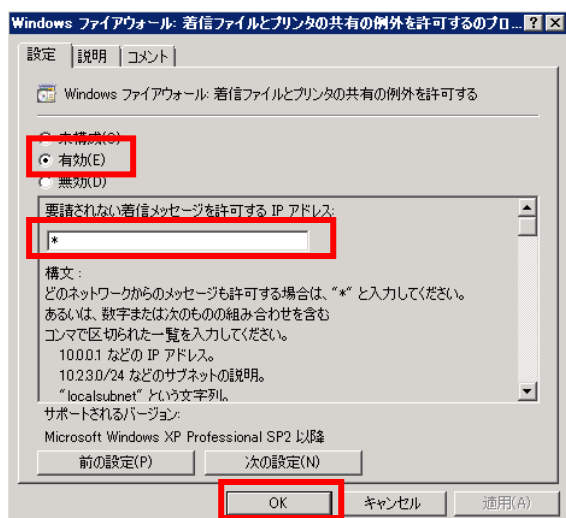 Windows ファイアウォール: 着信ファイルとプリンタの共有の例外を許可するのプロ...
設定 説明 コメント
Windows ファイアウォール: 着信ファイルとプリンタの共有の例外を許可する
未構成(C)
有効(E)
無効(D)
要請されない着信メッセージを許可する IP アドレス:
*
構文 :
どのネットワークからのメッセージも許可する場合は、“*” と入力してください。
あるいは、数字または次のものの組み合わせを含む
コンマで区切られた一覧を入力してください。
10.0.0.1 などの IP アドレス。
10.2.3.0/24 などのサブネットの説明。
“localsubnet” という文字列。
サポートされるバージョン:
Microsoft Windows XP Professional SP2 以降
前の設定(P) 次の設定(N)
OK キャンセル 適用(A)